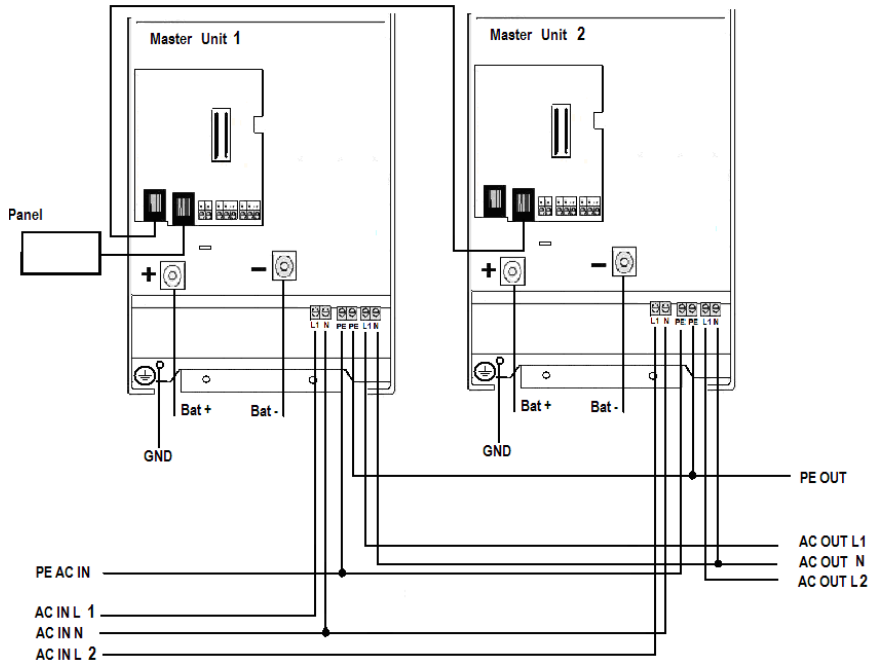 Master Unit 1
Master Unit 2
Panel
+
−
+
−
L1 N PE PE L1 N
L1 N PE PE L1 N
Bat +
Bat -
Bat +
Bat -
GND
GND
PE OUT
AC OUT L1
AC OUT N
AC OUT L2
PE AC IN
AC IN L 1
AC IN N
AC IN L 2